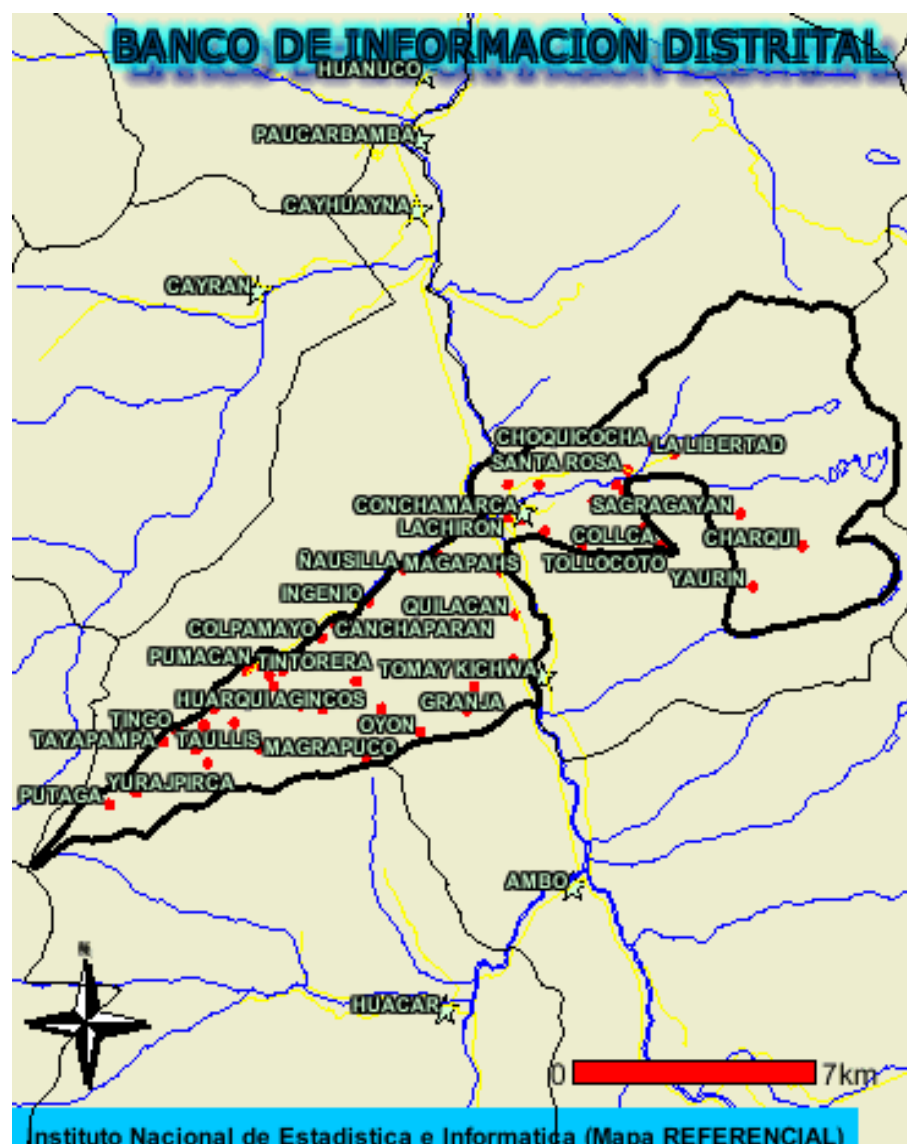 BANCO DE INFORMACION DISTRITAL
HUANUCO
PAUCARBAMBA
CAYHUAYNA
CAYRAN
CHOQUICOCHA
LA LIBERTAD
SANTA ROSA
CONCHAMARCA
SAGRAGAYAN
LACHIRON
COLLCA
CHARQUI
ÑAUSILLA
MAGAPAHS
TOLLOCOTO
YAURIN
INGENIO
QUILACAN
COLPAMAYO
CANCHAPARAN
PUMACAN
TINTORERA
TOMAY KICHWA
HUARQUI
AGINCOS
GRANJA
TINGO
OYON
TAYAPAMPA
TAULLIS
MAGRAPUCO
YURAJPIRCA
PUTAGA
AMBO
N
HUACAR
0
7km
Instituto Nacional de Estadistica e Informatica (Mapa REFERENCIAL)